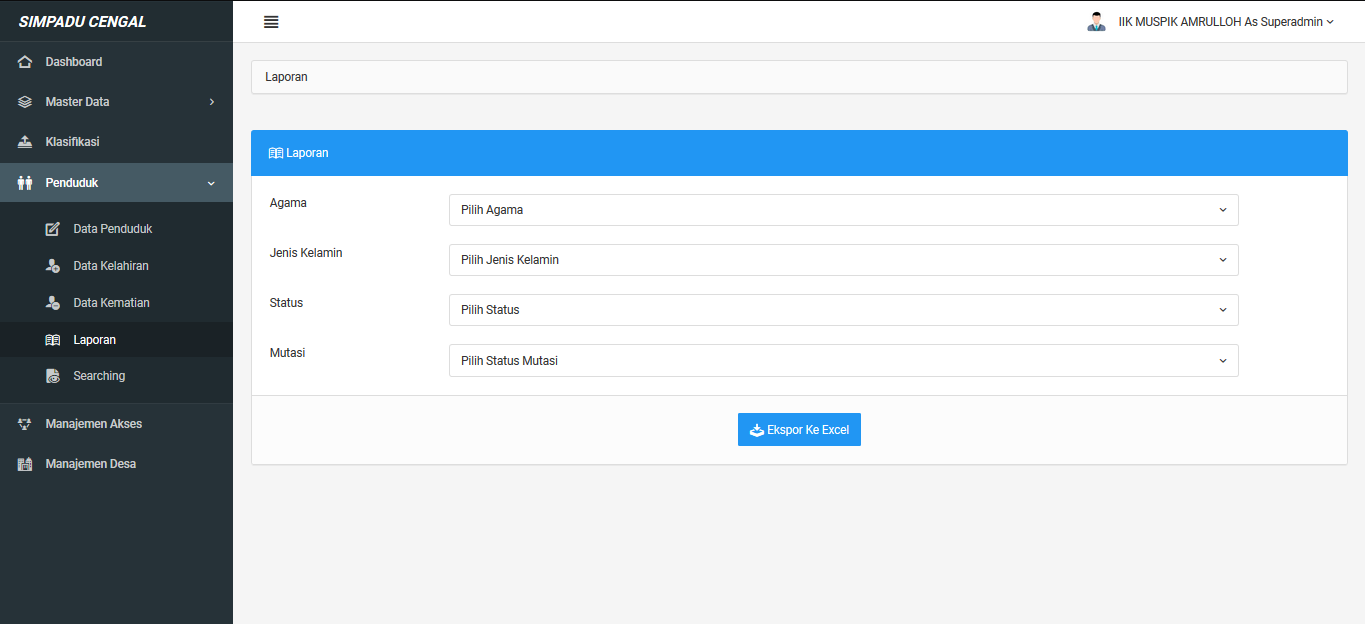 SIMPADU CENGAL
IIK MUSPIK AMRULLOH As Superadmin
Dashboard
Master Data
Klasifikasi
Penduduk
Data Penduduk
Data Kelahiran
Data Kematian
Laporan
Searching
Manajemen Akses
Manajemen Desa
Laporan
Laporan
Agama
Pilih Agama
Jenis Kelamin
Pilih Jenis Kelamin
Status
Pilih Status
Mutasi
Pilih Status Mutasi
Ekspor Ke Excel